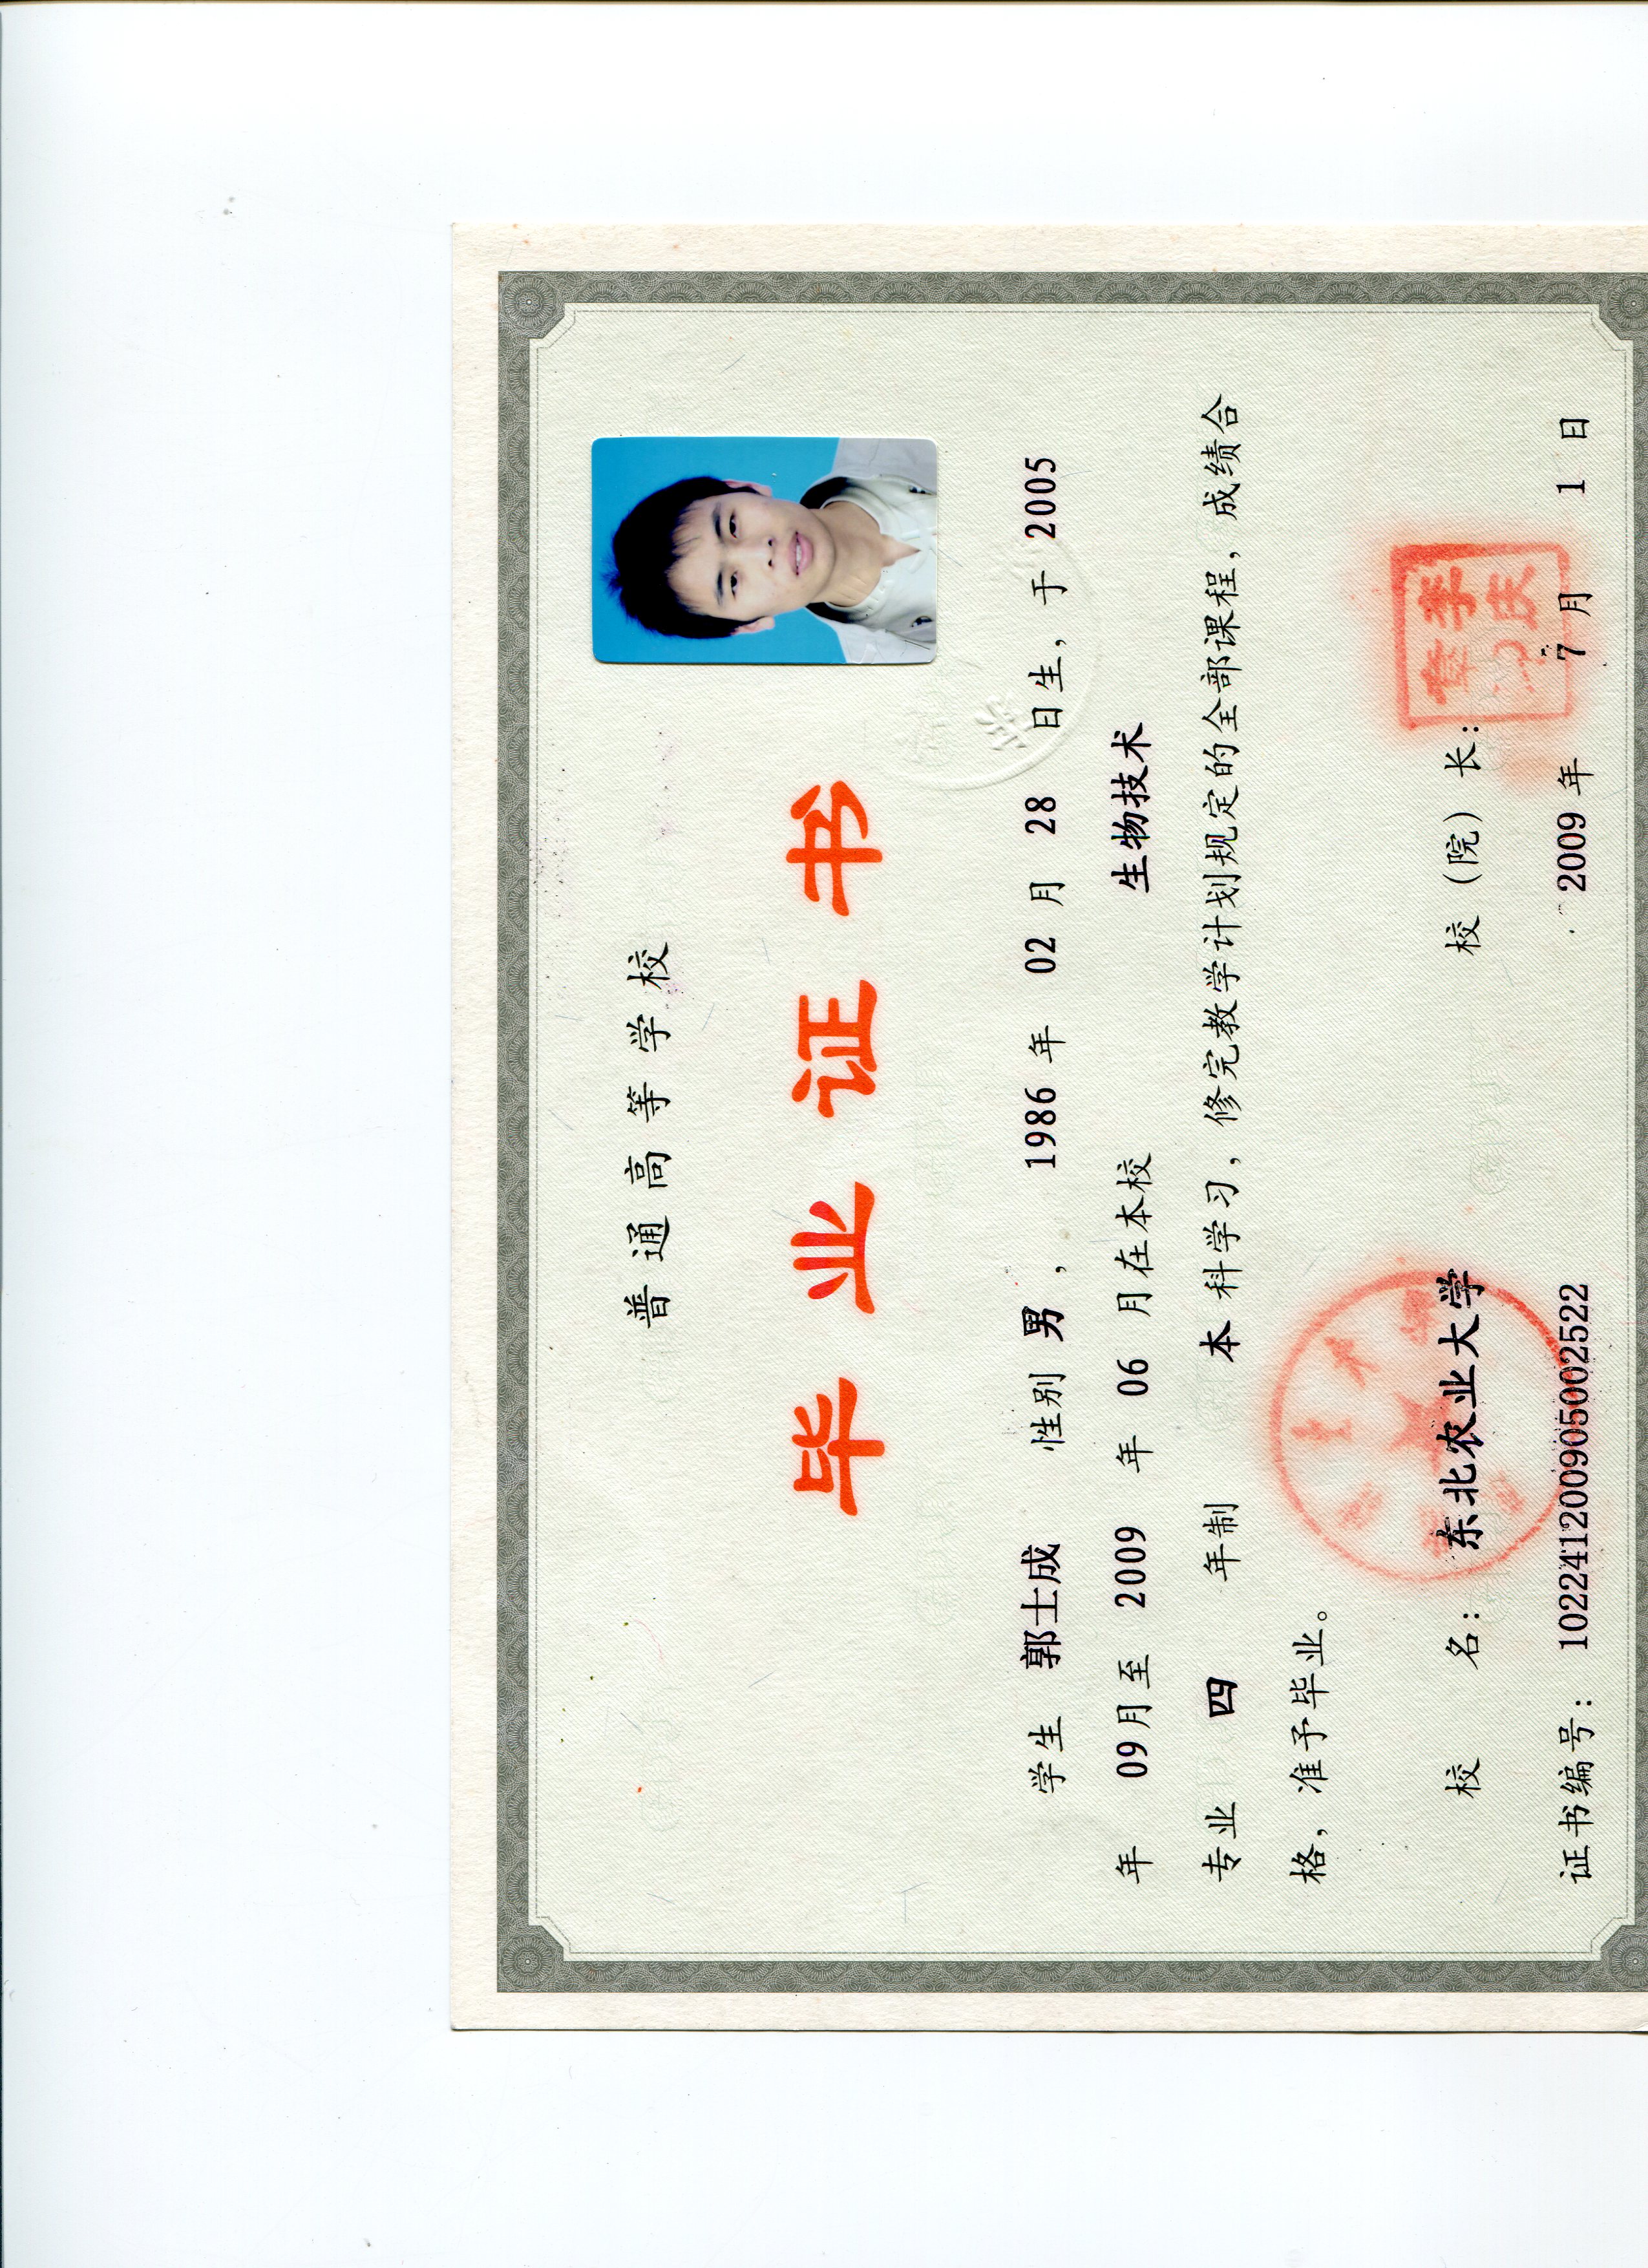 普通高等学校
毕业证书
学生 郭士成 性别 男， 1986 年 02 月 28 日生，于 2005
年 09 月至 2009 年 06 月在本校 生物技术
专业 四 年制 本 科学习，修完教学计划规定的全部课程，成绩合
格，准予毕业。
校 名： 东北农业大学 校（院）长：
证书编号： 102241200905002522 2009 年 7 月 1 日